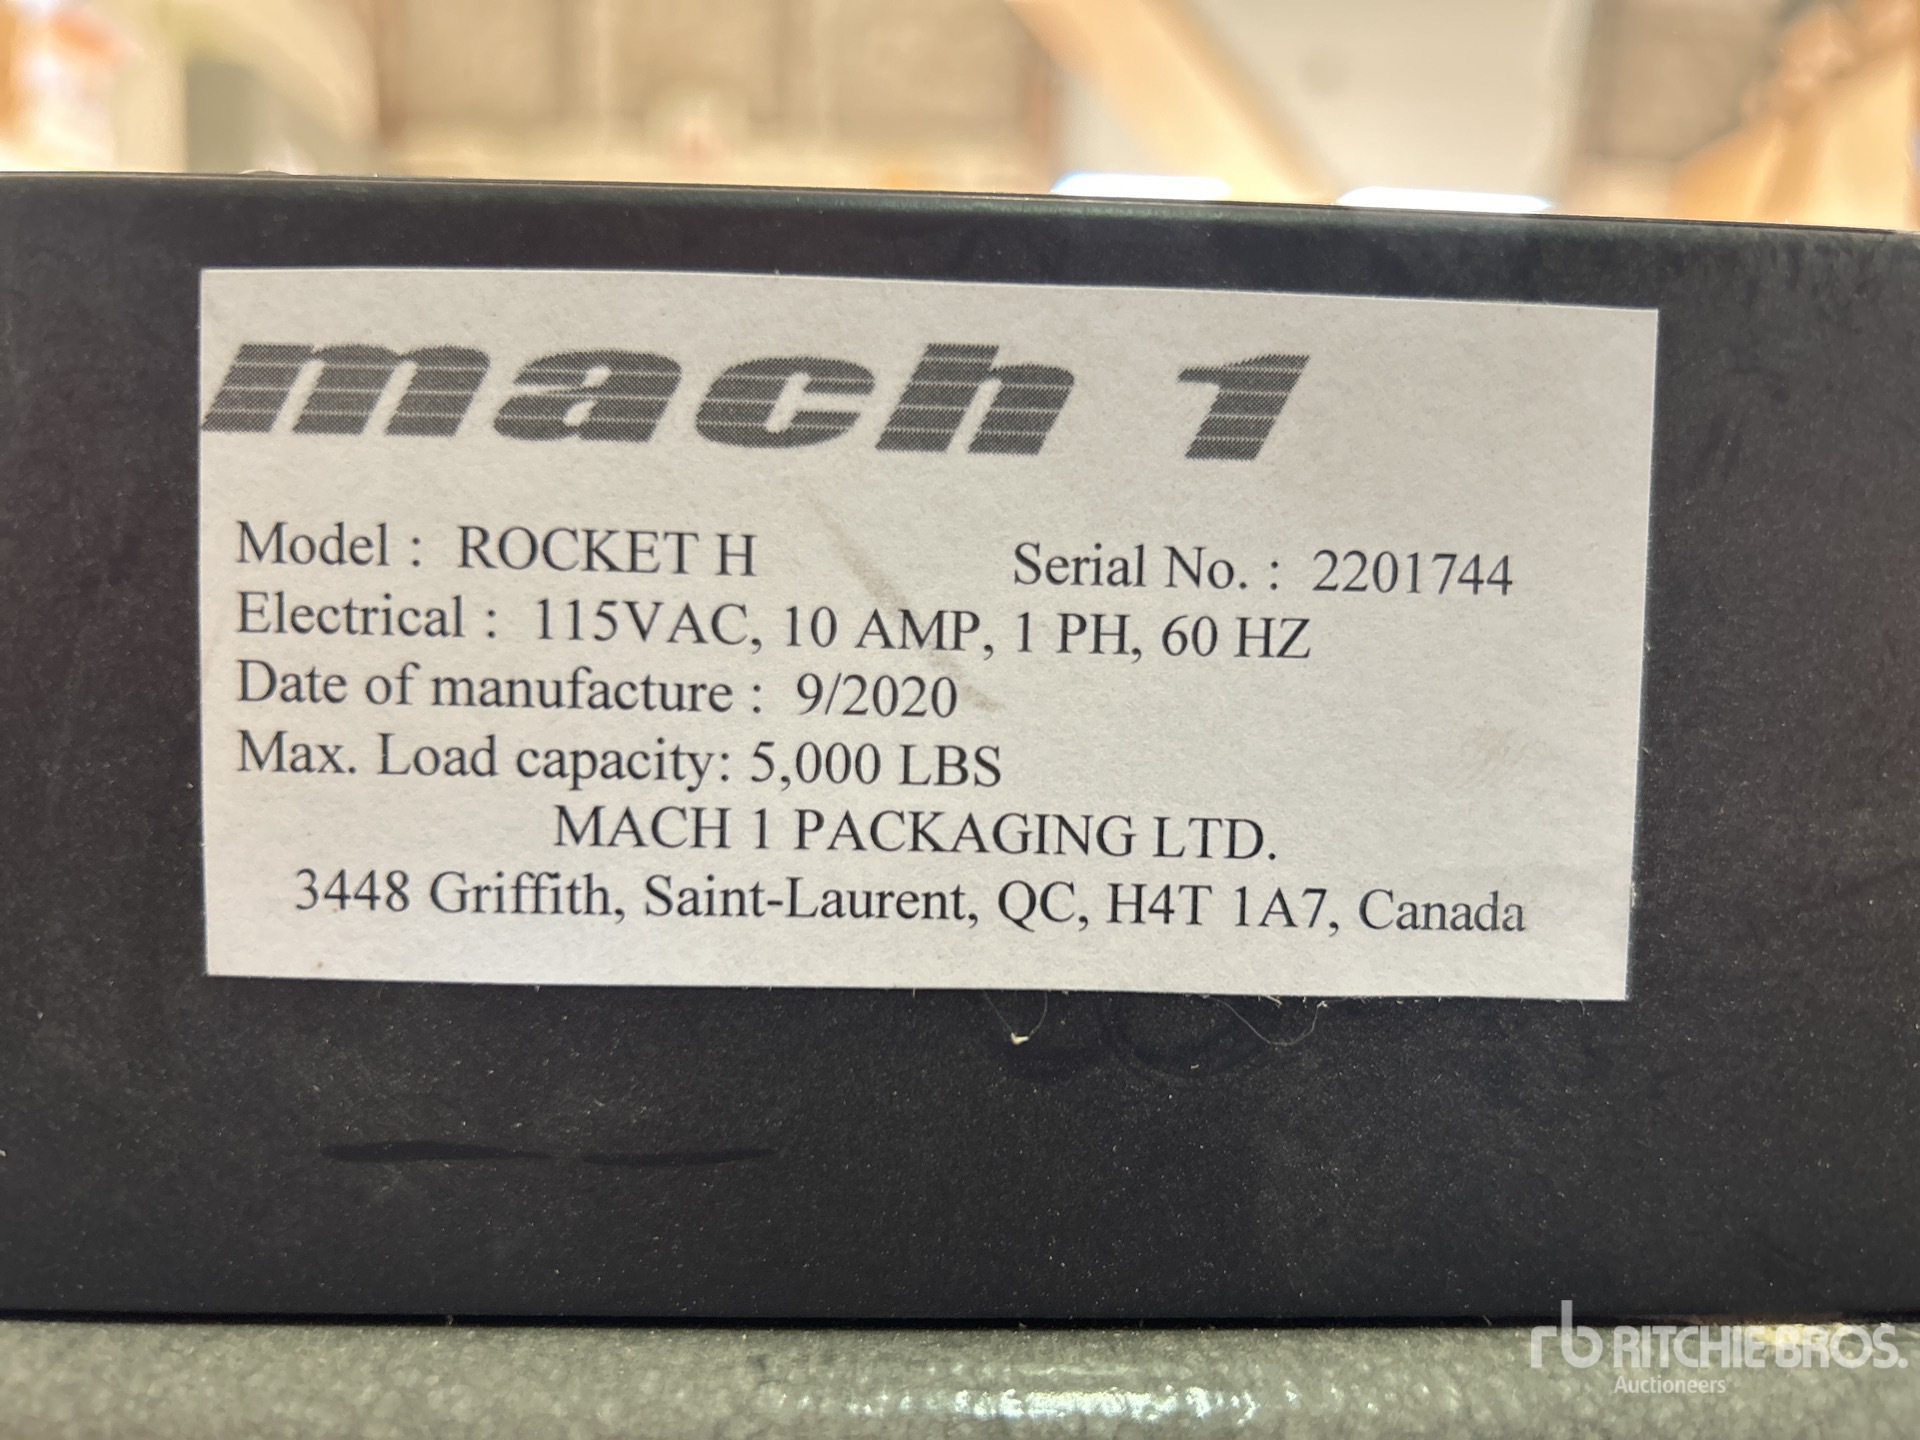 mach 1
Model : ROCKET H Serial No. : 2201744
Electrical : 115VAC, 10 AMP, 1 PH, 60 HZ
Date of manufacture : 9/2020
Max. Load capacity: 5,000 LBS
MACH 1 PACKAGING LTD.
3448 Griffith, Saint-Laurent, QC, H4T 1A7, Canada
rb RITCHIE BROS.
Auctioneers